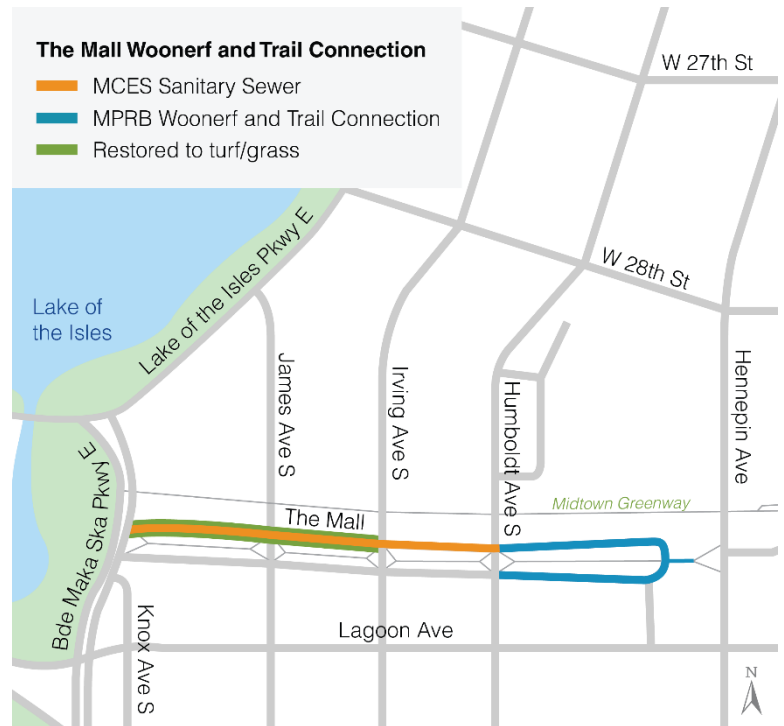 The Mall Woonerf and Trail Connection
MCES Sanitary Sewer
MPRB Woonerf and Trail Connection
Restored to turf/grass
W 27th St
W 28th St
Lake of the Isles Pkwy E
Lake of
the Isles
James Ave S
Irving Ave S
Humboldt Ave S
Hennepin Ave
Bde Maka Ska Pkwy E
The Mall
Midtown Greenway
Knox Ave S
Lagoon Ave
N